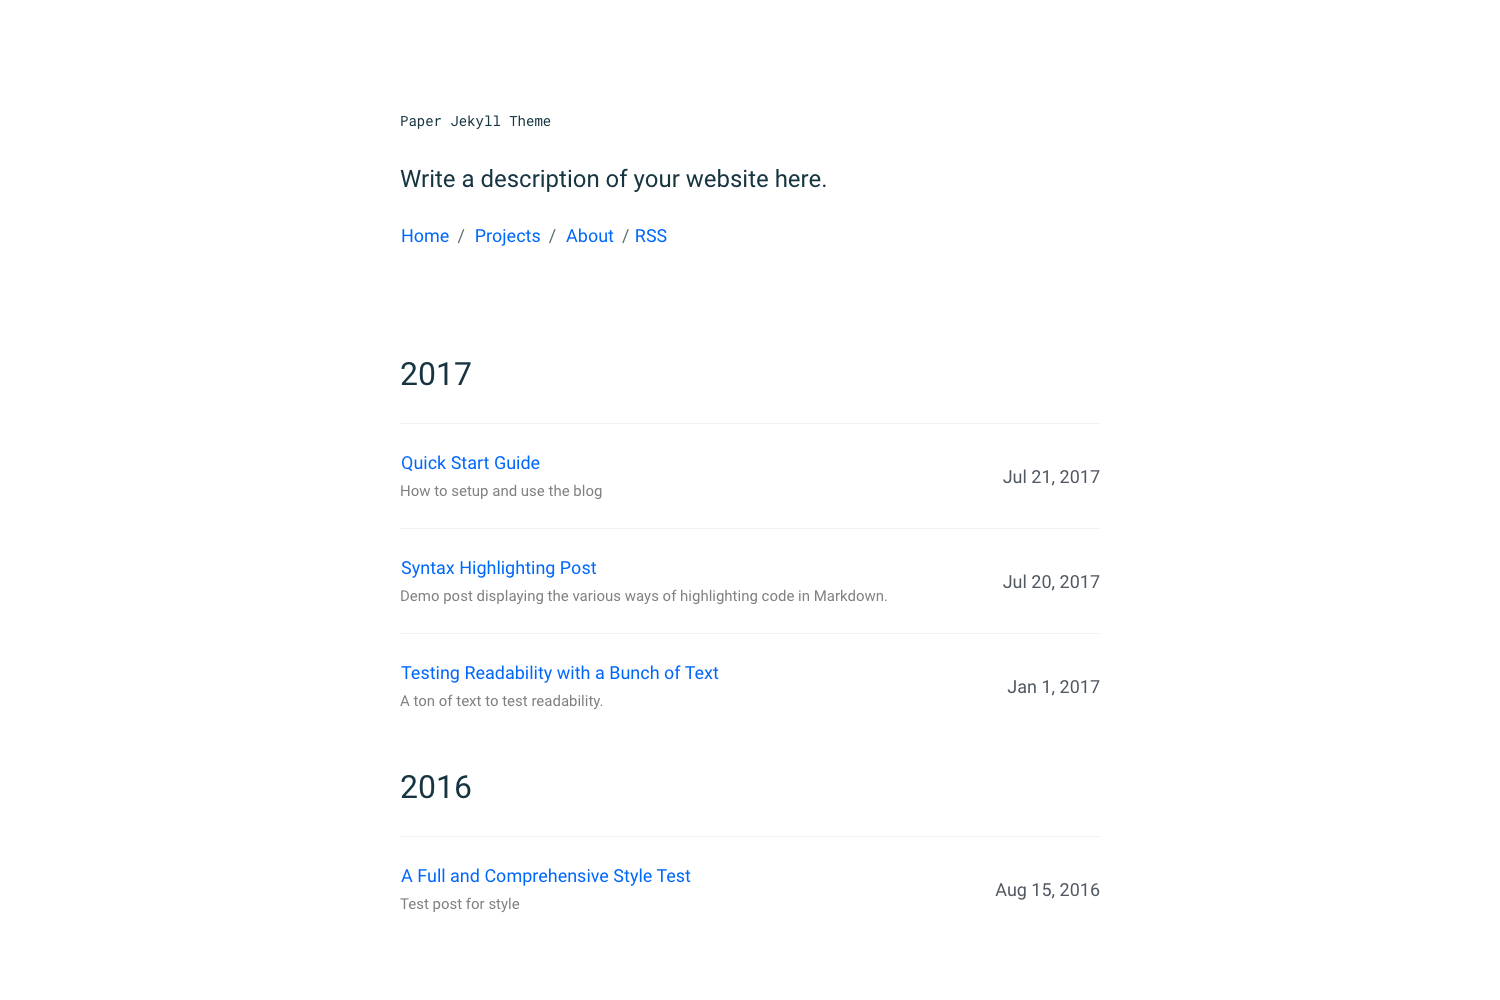 Paper Jekyll Theme
Write a description of your website here.
Home / Projects / About / RSS
2017
Quick Start Guide
How to setup and use the blog
Jul 21, 2017
Syntax Highlighting Post
Demo post displaying the various ways of highlighting code in Markdown.
Jul 20, 2017
Testing Readability with a Bunch of Text
A ton of text to test readability.
Jan 1, 2017
2016
A Full and Comprehensive Style Test
Test post for style
Aug 15, 2016